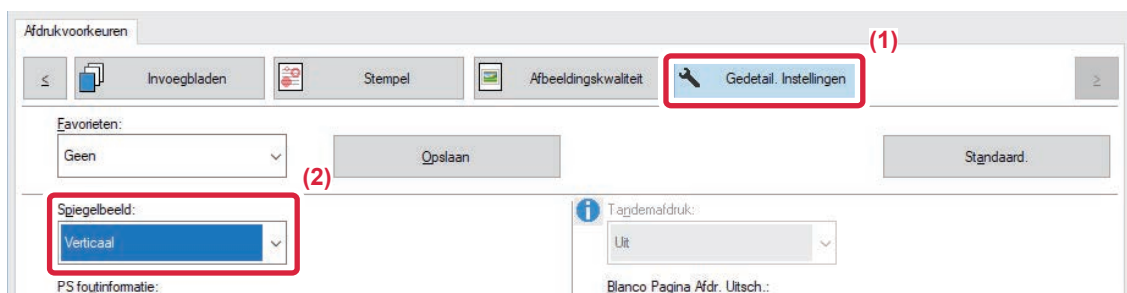 Afdrukvoorkeuren
(1)
≤ Invoegbladen Stempel Afbeeldingskwaliteit Gedetail. Instellingen ≥
Favorieten:
Geen Opslaan Standaard.
(2)
Spiegelbeeld: Tandemafdruk:
Verticaal Uit
PS foutinformatie: Blanco Pagina Afdr. Uitsch.: